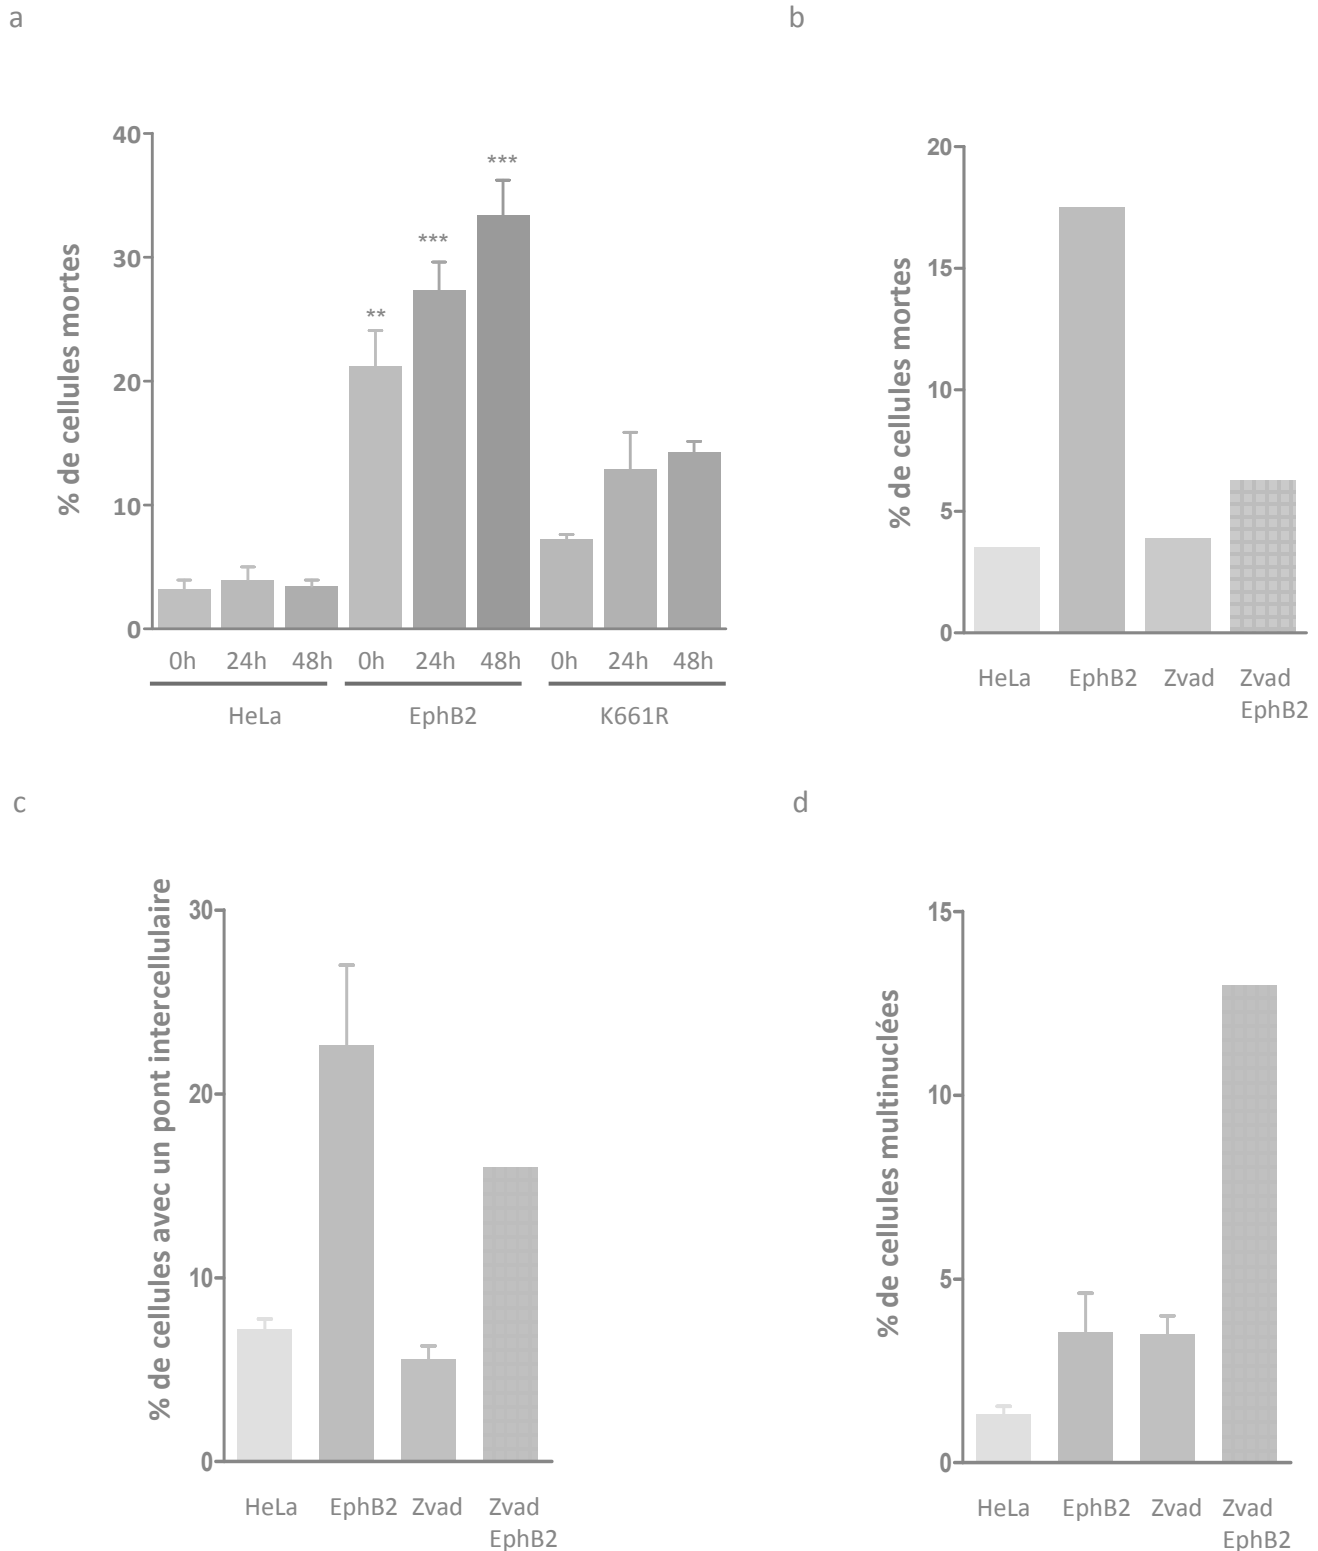 a
% de cellules mortes
40
30
20
10
0
**
***
***
0h 24h 48h 0h 24h 48h 0h 24h 48h
HeLa EphB2 K661R
b
% de cellules mortes
20
15
10
5
0
HeLa EphB2 Zvad Zvad
EphB2
c
% de cellules avec un pont intercellulaire
30
20
10
0
HeLa EphB2 Zvad Zvad
EphB2
d
% de cellules multinuclées
15
10
5
0
HeLa EphB2 Zvad Zvad
EphB2